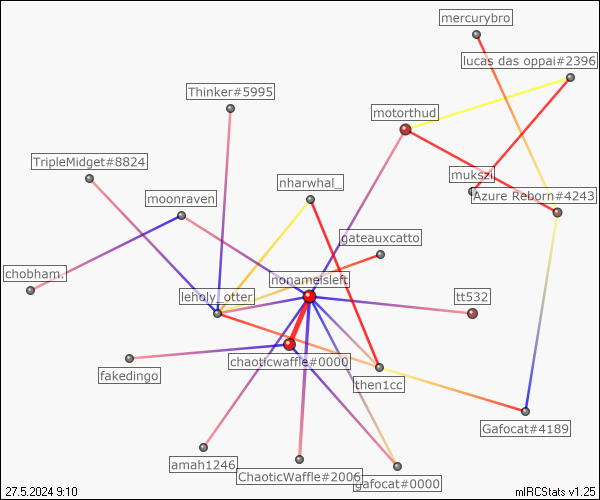 mercurybro
lucas das oppai#2396
Thinker#5995
motorthud
TripleMidget#8824
mukszi
nharwhal_
Azure Reborn#4243
moonraven
gateauxcatto
chobham.
nonameisleft
leholy_otter
tt532
chaoticwaffle#0000
fakedingo
then1cc
Gafocat#4189
amah1246
ChaoticWaffle#2006
gafocat#0000
27.5.2024 9:10
mIRCStats v1.25